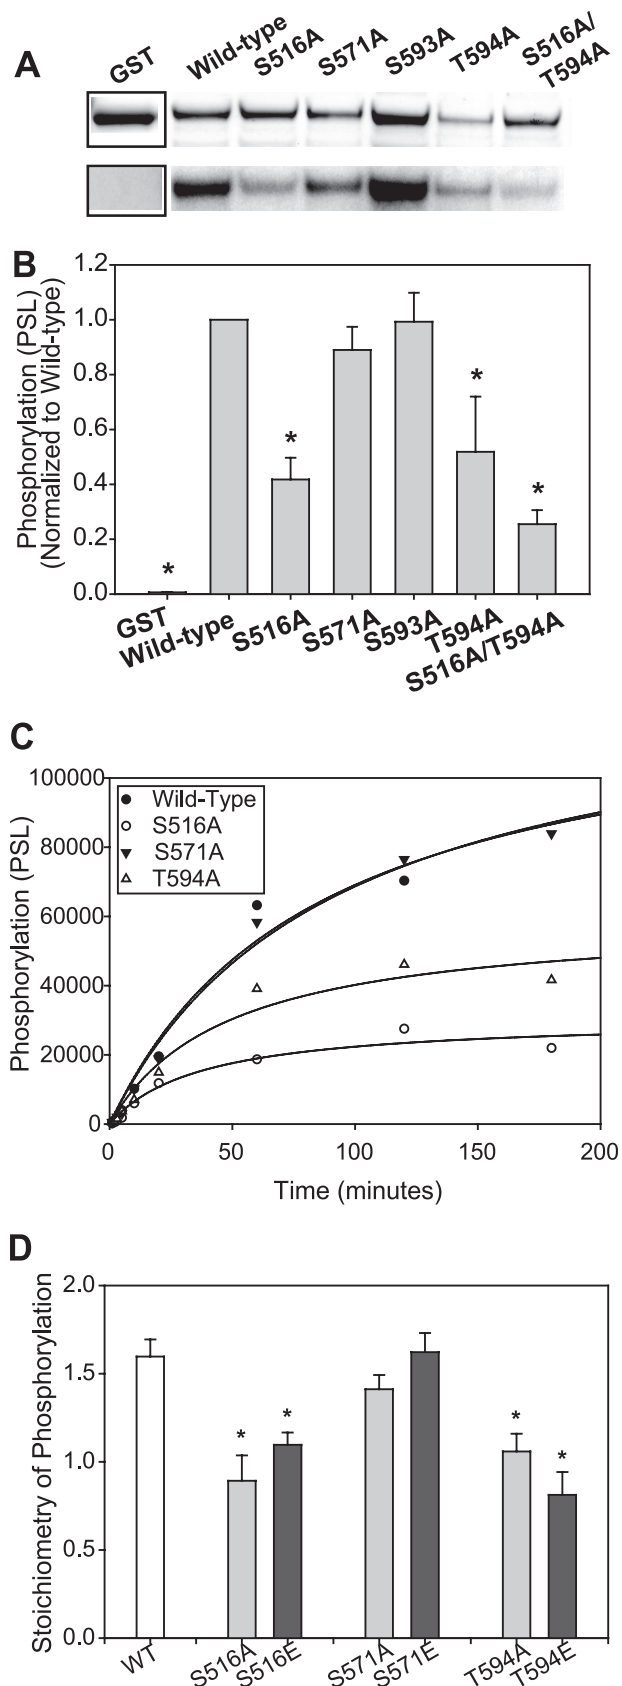 A
GST
Wild-type
S516A
S571A
S593A
T594A
S516A/
T594A
B
Phosphorylation (PSL)
(Normalized to Wild-type)
1.2
1.0
0.8
0.6
0.4
0.2
0.0
*
*
*
*
GST
Wild-type
S516A
S571A
S593A
T594A
S516A/T594A
C
Phosphorylation (PSL)
100000
80000
60000
40000
20000
0
Wild-Type
S516A
S571A
T594A
0
50
100
150
200
Time (minutes)
D
Stoichiometry of Phosphorylation
2.0
1.5
1.0
0.5
0.0
*
*
*
*
WT
S516A
S516E
S571A
S571E
T594A
T594E